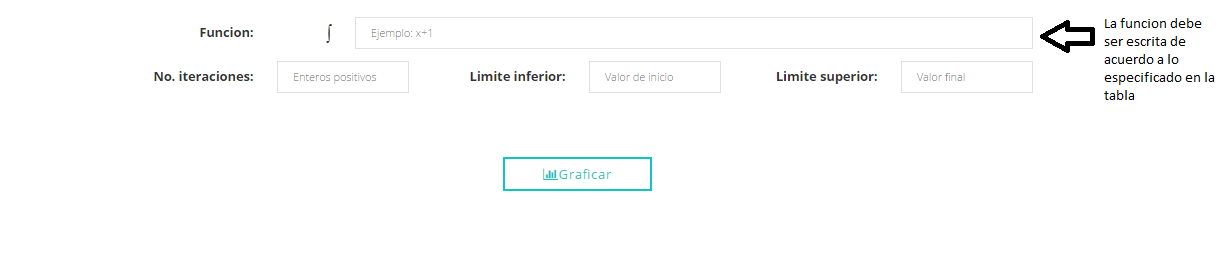 Funcion: ∫ Ejemplo: x+1
No. iteraciones: Enteros positivos Limite inferior: Valor de inicio Limite superior: Valor final
Graficar
La funcion debe
ser escrita de
acuerdo a lo
especificado en la
tabla